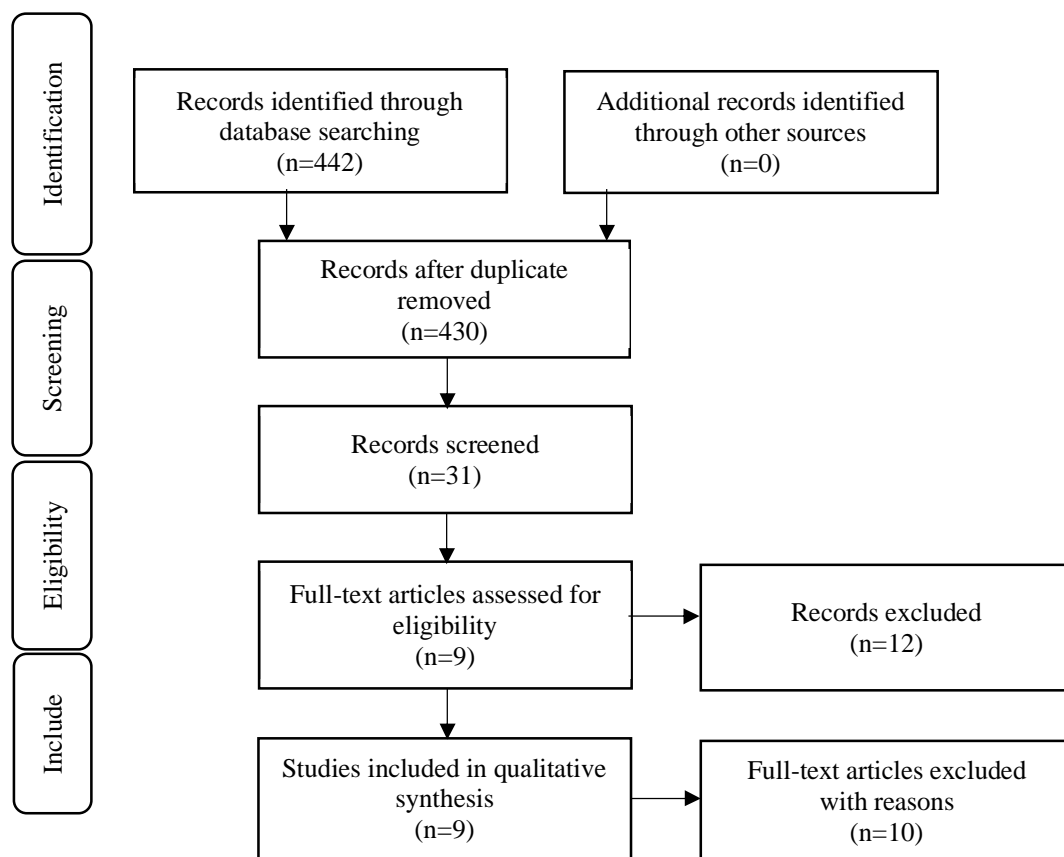 Identification
Records identified through
database searching
(n=442)
Additional records identified
through other sources
(n=0)
Screening
Records after duplicate
removed
(n=430)
Records screened
(n=31)
Eligibility
Full-text articles assessed for
eligibility
(n=9)
Records excluded
(n=12)
Include
Studies included in qualitative
synthesis
(n=9)
Full-text articles excluded
with reasons
(n=10)